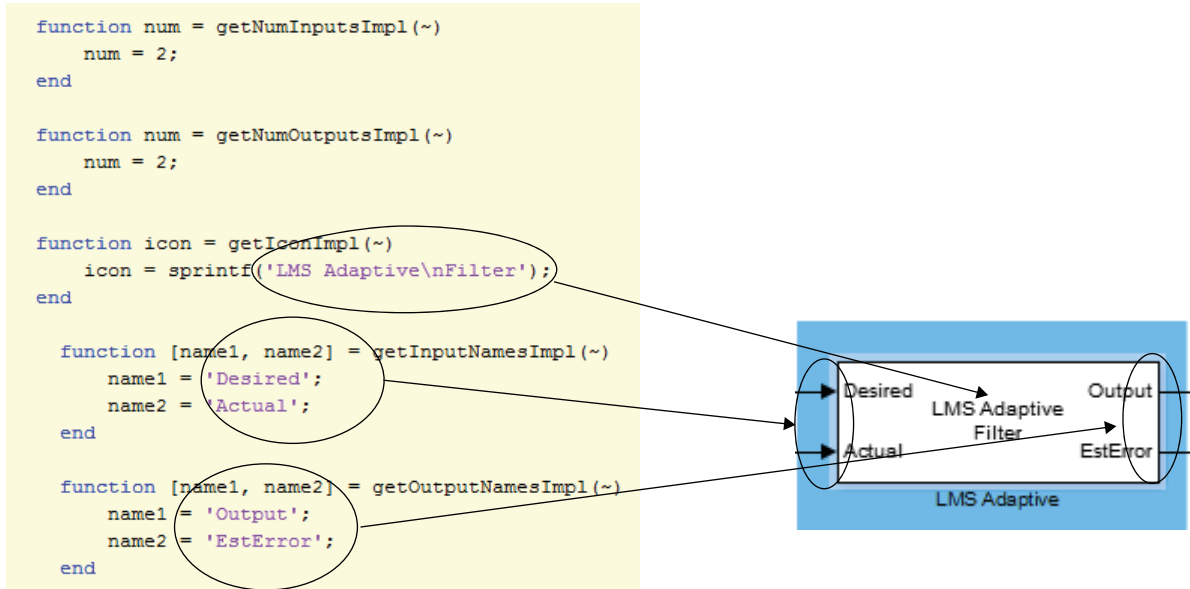 function num = getNumInputsImpl(~)
num = 2;
end
function num = getNumOutputsImpl(~)
num = 2;
end
function icon = getIconImpl(~)
icon = sprintf('LMS Adaptive\nFilter');
end
function [name1, name2] = getInputNamesImpl(~)
name1 = 'Desired';
name2 = 'Actual';
end
function [name1, name2] = getOutputNamesImpl(~)
name1 = 'Output';
name2 = 'EstError';
end
Desired
Output
LMS Adaptive
Filter
Actual
EstError
LMS Adaptive